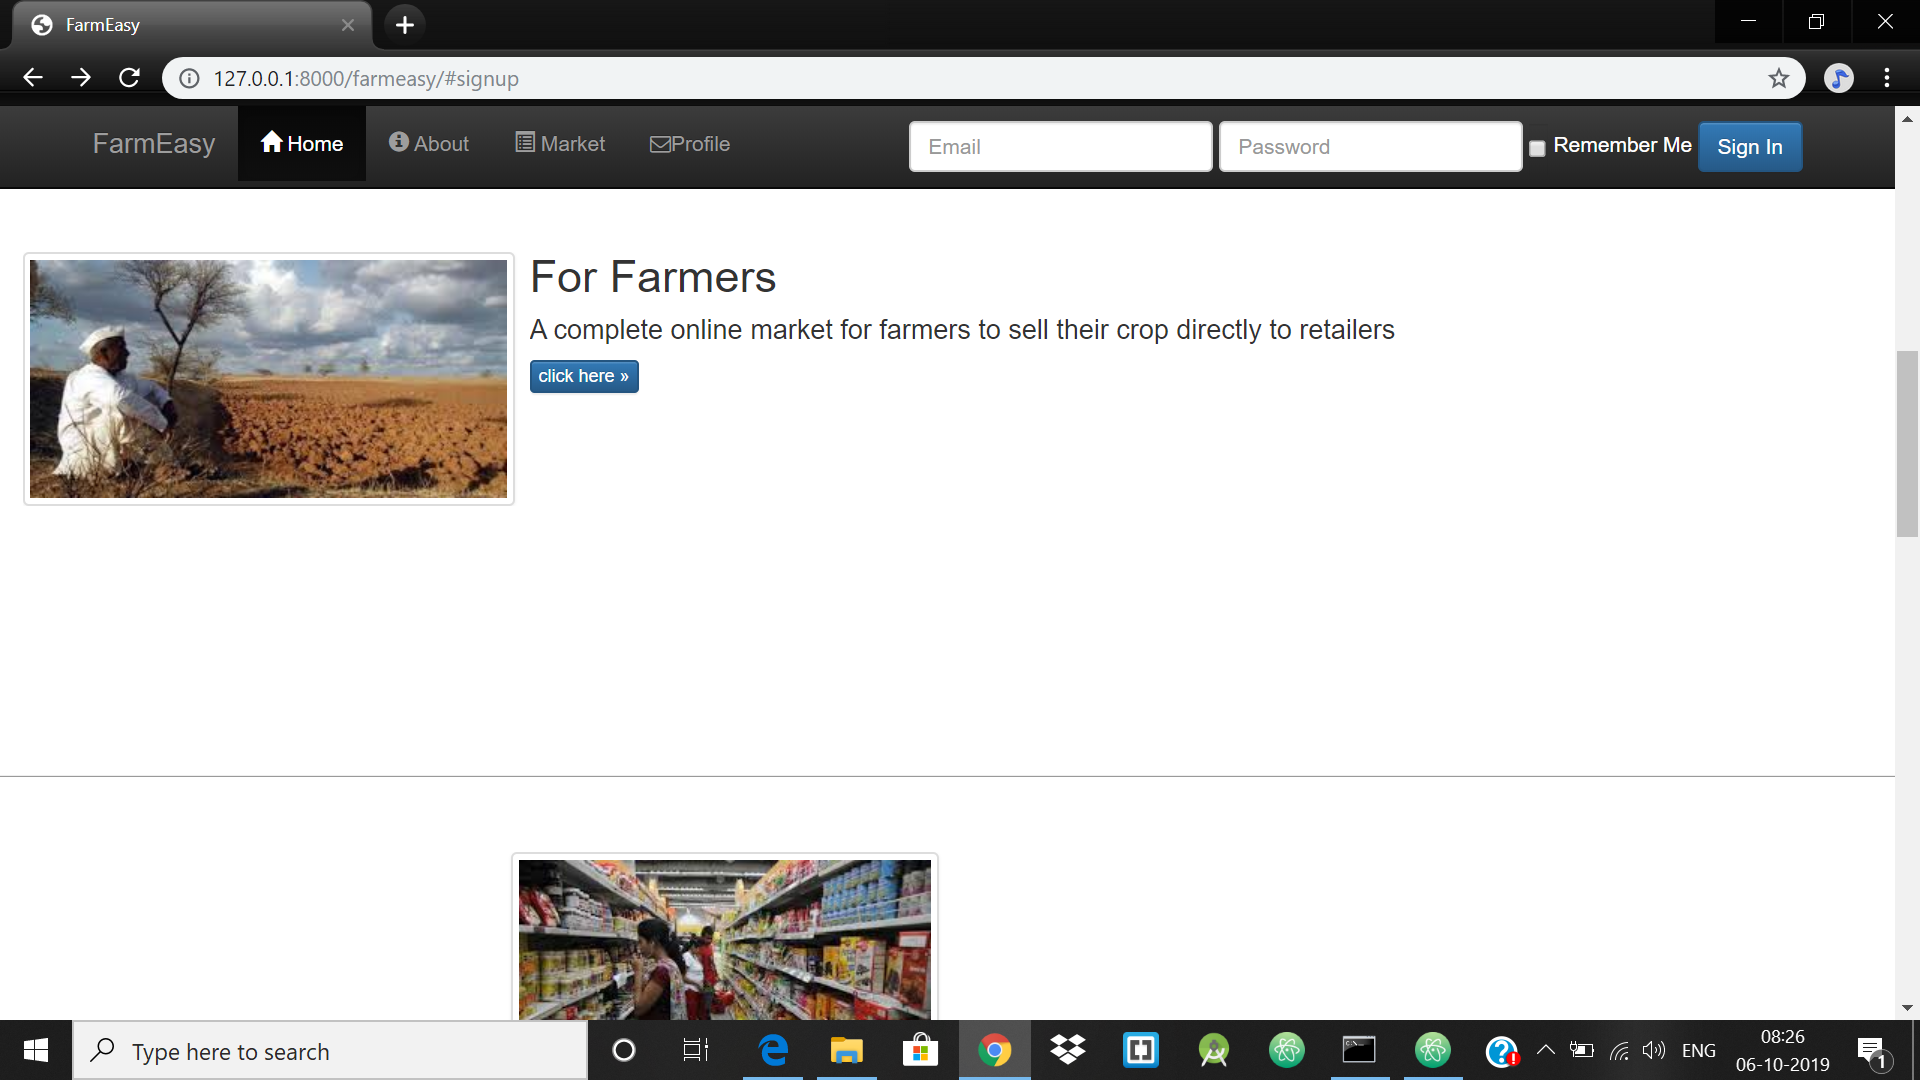 FarmEasy
127.0.0.1:8000/farmeasy/#signup
FarmEasy Home About Market Profile Email Password Remember Me Sign In
For Farmers
A complete online market for farmers to sell their crop directly to retailers
click here »
Type here to search
ENG
08:26
06-10-2019
1